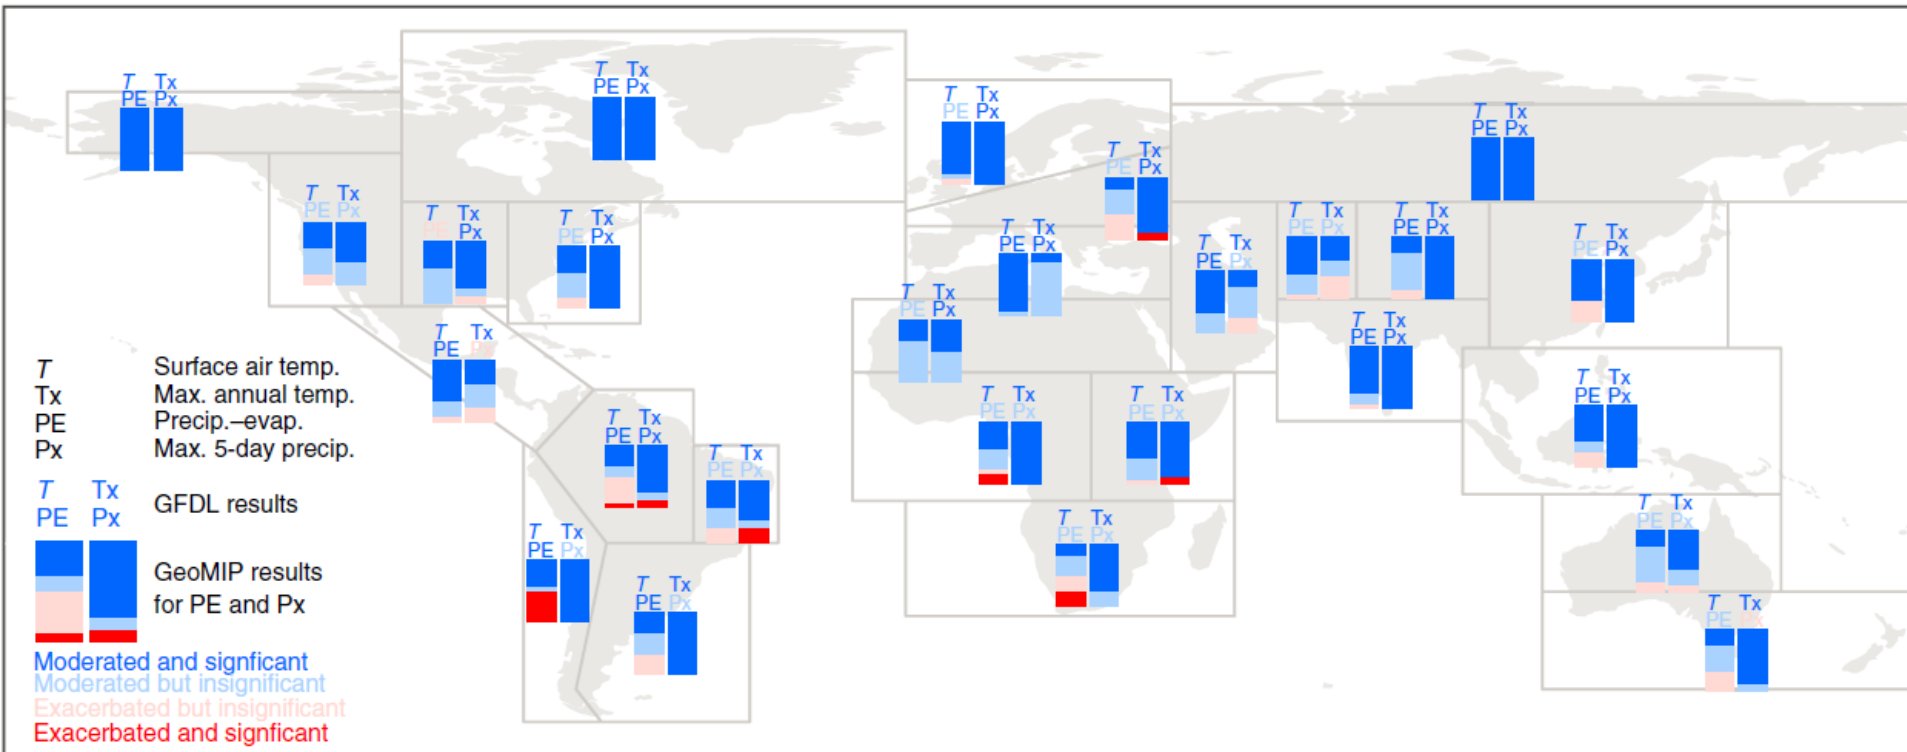 T Tx
PE Px
T Tx
PE Px
T Tx
PE Px
T Tx
PE Px
T Tx
PE Px
T Tx
PE Px
T Tx
PE Px
T Tx
PE Px
T Tx
PE Px
T Tx
PE Px
T Tx
PE Px
T Tx
PE Px
T Tx
PE Px
T Tx
PE Px
T Tx
PE Px
T Tx
PE Px
T Tx
PE Px
T Tx
PE Px
T Tx
PE Px
T Tx
PE Px
T Tx
PE Px
T Tx
PE Px
T Tx
PE Px
T Tx
PE Px
T Tx
PE Px
T Tx
PE Px
T Surface air temp.
Tx Max. annual temp.
PE Precip.–evap.
Px Max. 5-day precip.
T Tx
PE Px
GFDL results
GeoMIP results
for PE and Px
Moderated and signficant
Moderated but insignificant
Exacerbated but insignificant
Exacerbated and signficant